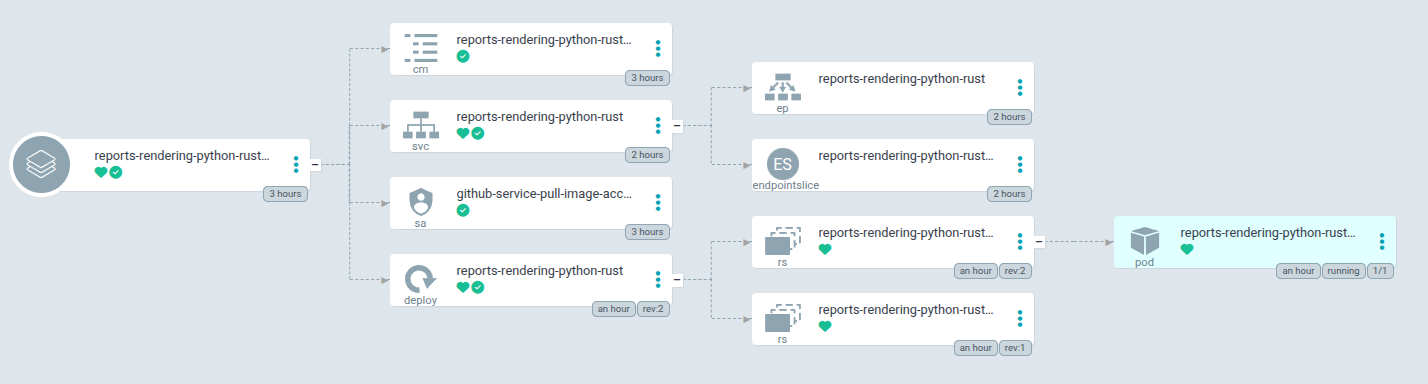 reports-rendering-python-rust...
3 hours
reports-rendering-python-rust...
cm
3 hours
reports-rendering-python-rust
svc
2 hours
github-service-pull-image-acc...
sa
3 hours
reports-rendering-python-rust
deploy
an hour rev:2
reports-rendering-python-rust
ep
2 hours
ES
reports-rendering-python-rust...
endpointslice
2 hours
reports-rendering-python-rust...
rs
an hour rev:2
reports-rendering-python-rust...
rs
an hour rev:1
reports-rendering-python-rust...
pod
an hour running 1/1